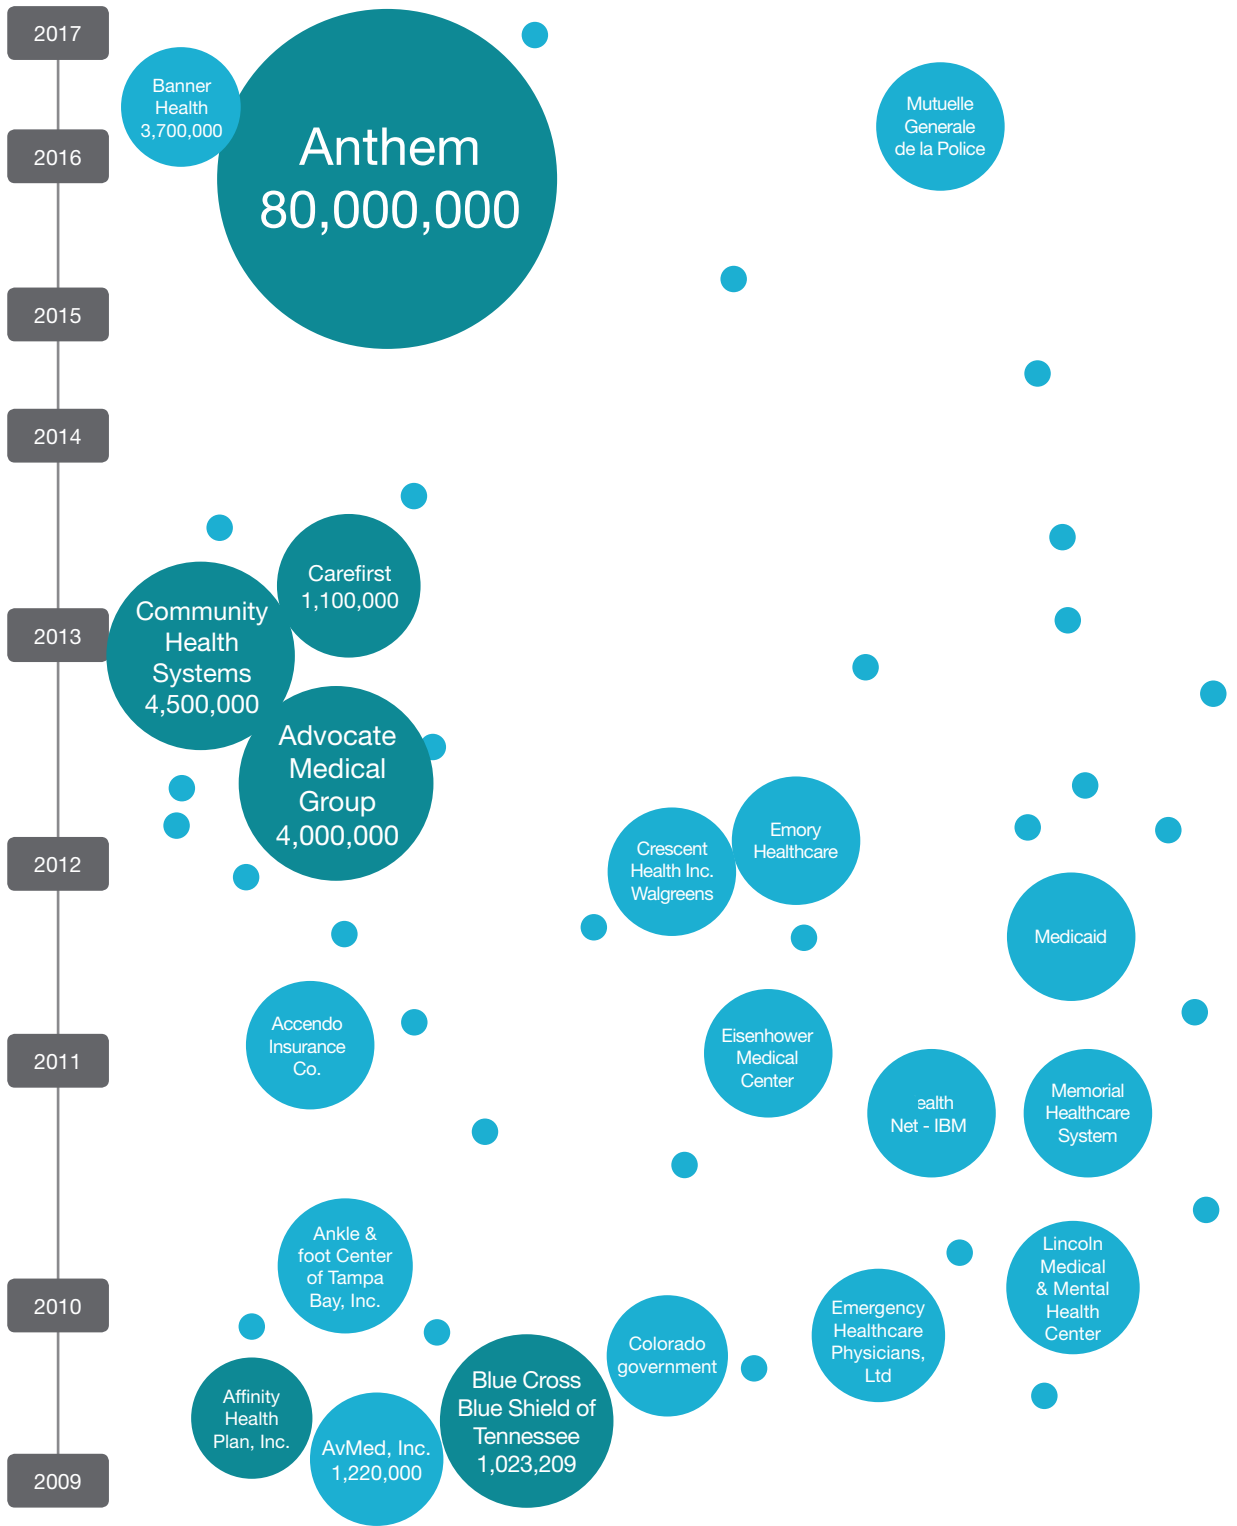 2017
Banner
Health
3,700,000
Anthem
80,000,000
Mutuelle
Generale
de la Police
2016
2015
2014
Carefirst
1,100,000
2013
Community
Health
Systems
4,500,000
Advocate
Medical
Group
4,000,000
2012
Crescent
Health Inc.
Walgreens
Emory
Healthcare
Medicaid
Accendo
Insurance
Co.
2011
Eisenhower
Medical
Center
ealth
Net - IBM
Memorial
Healthcare
System
Ankle &
foot Center
of Tampa
Bay, Inc.
2010
Lincoln
Medical
& Mental
Health
Center
Emergency
Healthcare
Physicians,
Ltd
Colorado
government
Blue Cross
Blue Shield of
Tennessee
1,023,209
Affinity
Health
Plan, Inc.
AvMed, Inc.
1,220,000
2009